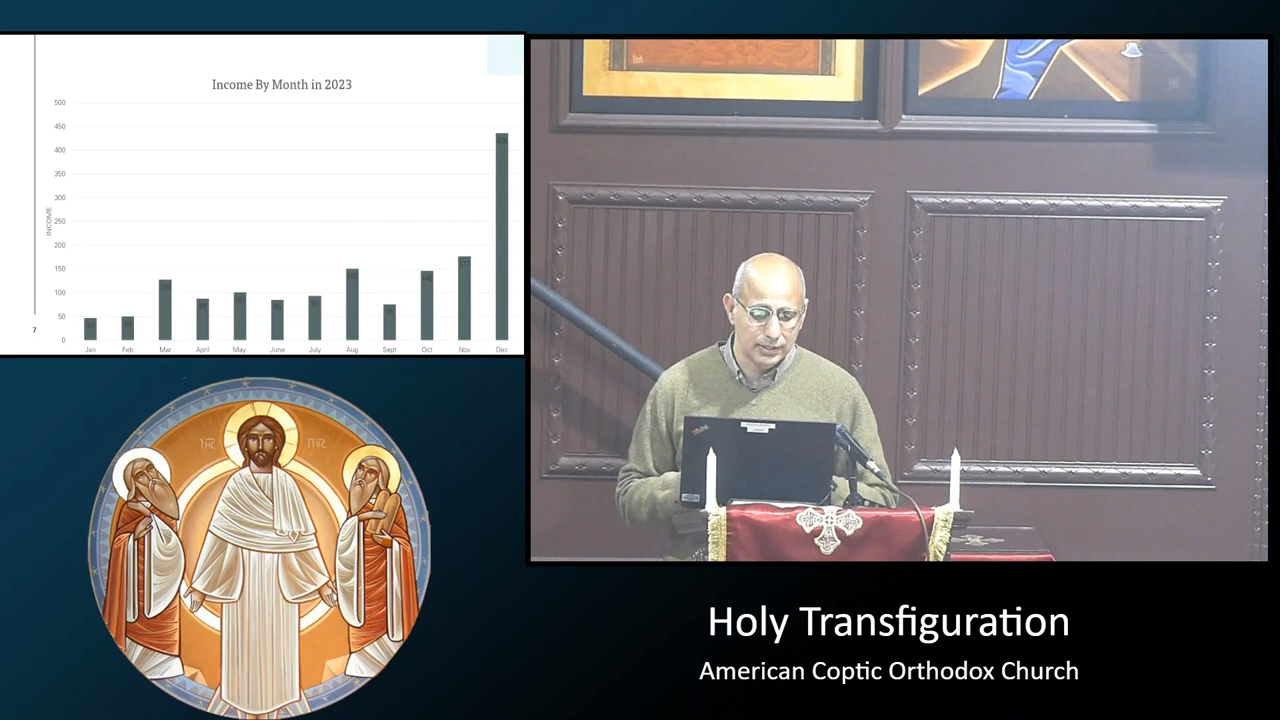 Income By Month in 2023
500
450
400
350
300
250
200
150
100
50
0
INCOME
Jan Feb Mar April May June July Aug Sept Oct Nov Dec
7
Holy Transfiguration
American Coptic Orthodox Church